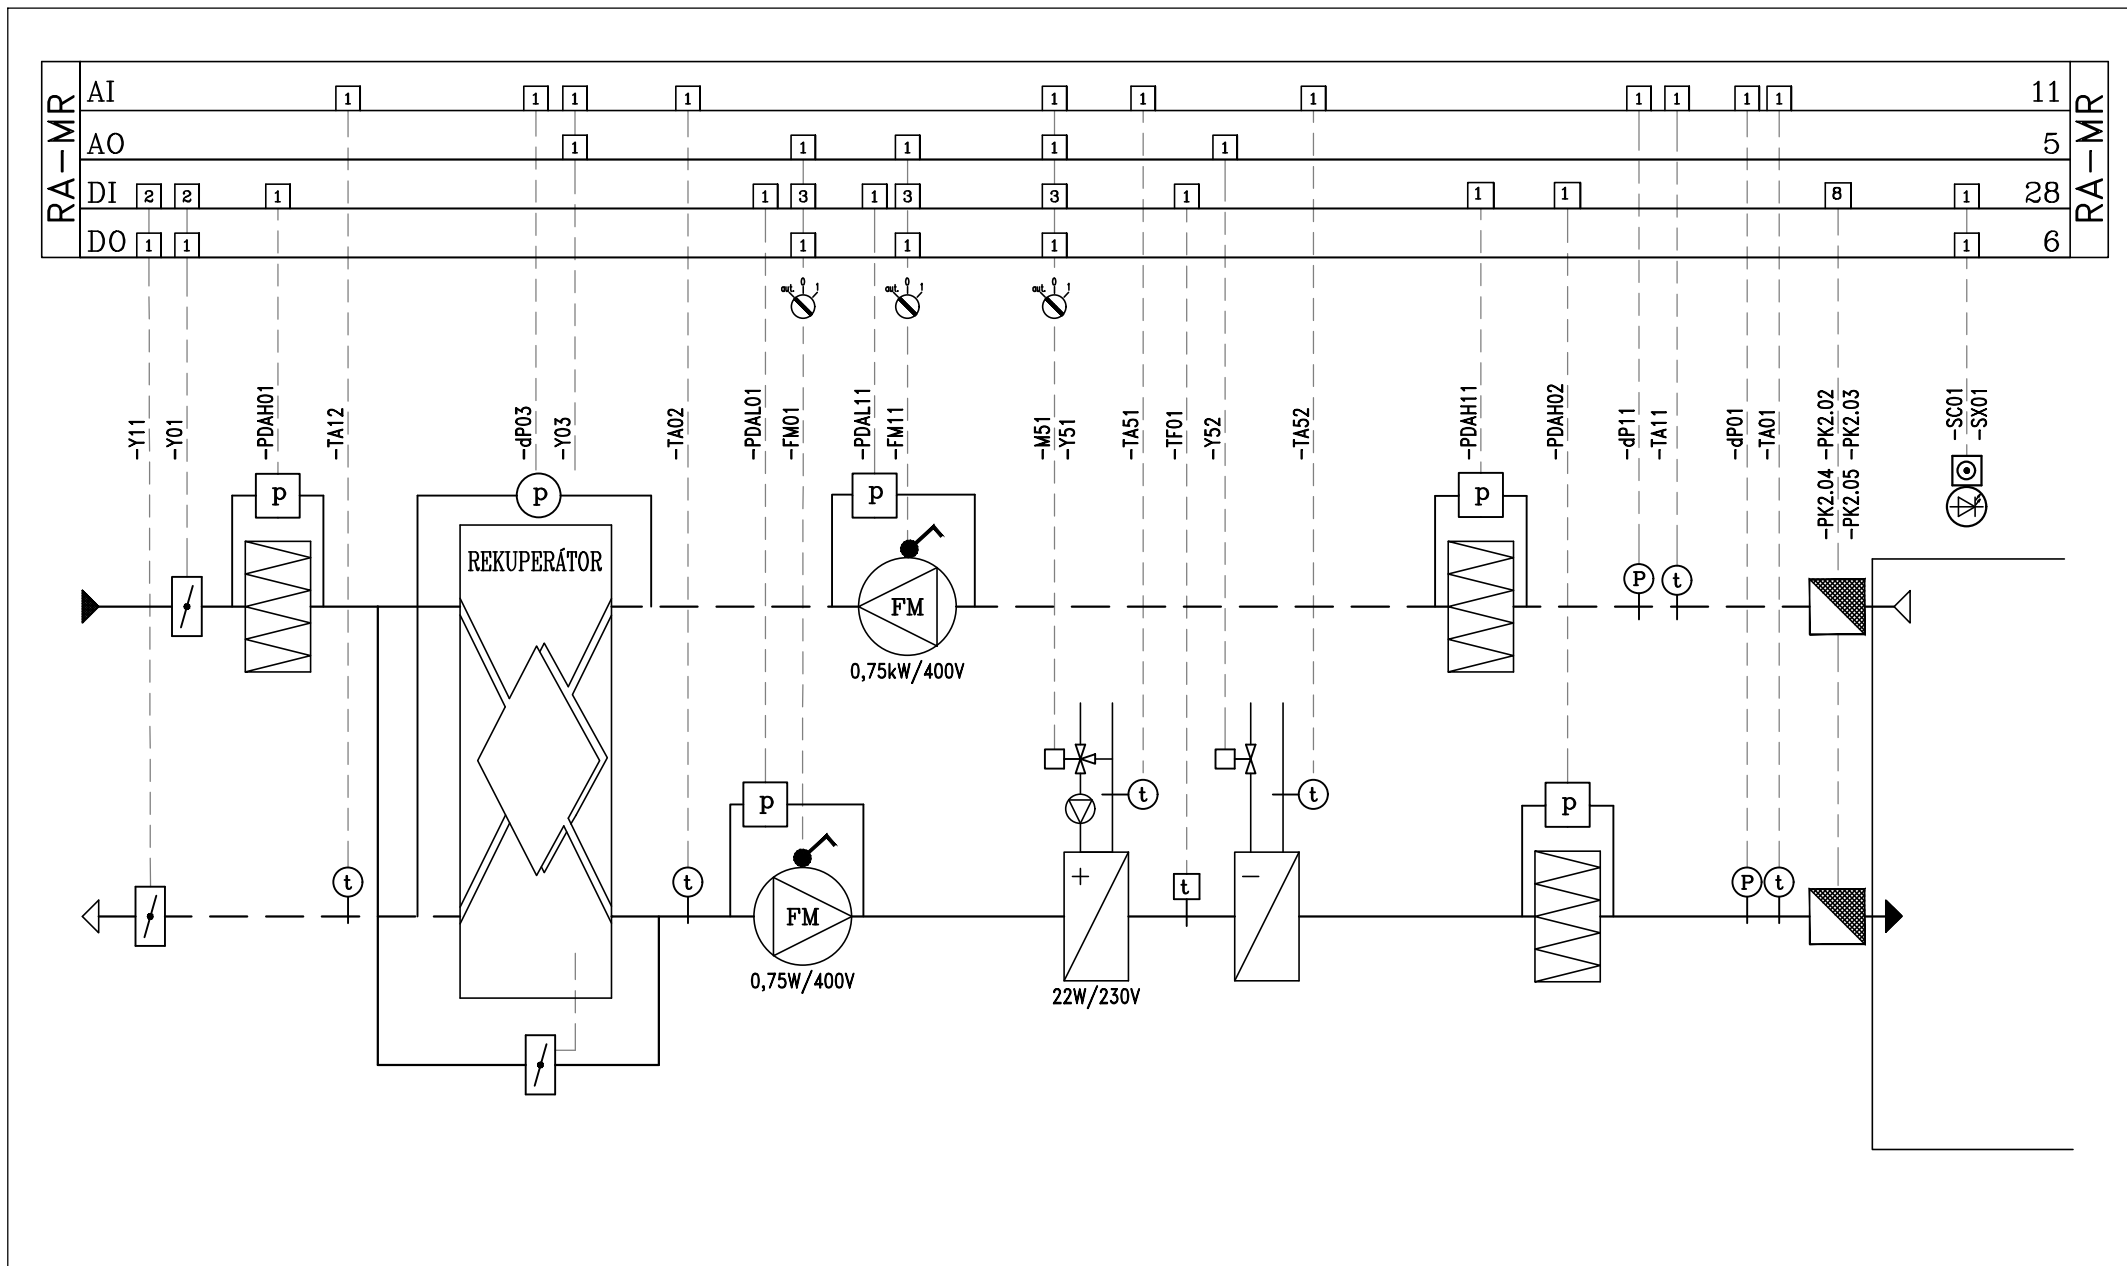 RA-MR
AI 1 1 1 1 1 1 1 1 1 1 1 11
AO 1 1 1 1 1 5
DI 2 2 1 1 3 1 3 3 1 1 1 8 1 28
DO 1 1 1 1 1 1 6
RA-MR
aut. 0 1
aut. 0 1
aut. 0 1
-Y11
-Y01
-PDAH01
-TA12
-dP03
-Y03
-TA02
-PDAL01
-FM01
-PDAL11
-FM11
-M51
-Y51
-TA51
-TF01
-Y52
-TA52
-PDAH11
-PDAH02
-dP11
-TA11
-dP01
-TA01
-PK2.04 -PK2.02
-PK2.05 -PK2.03
-SC01
-SX01
p
p
p
p
REKUPERÁTOR
P
t
FM
0,75kW/400V
p
p
t
t
t
t
+
t
−
P
t
FM
0,75W/400V
22W/230V